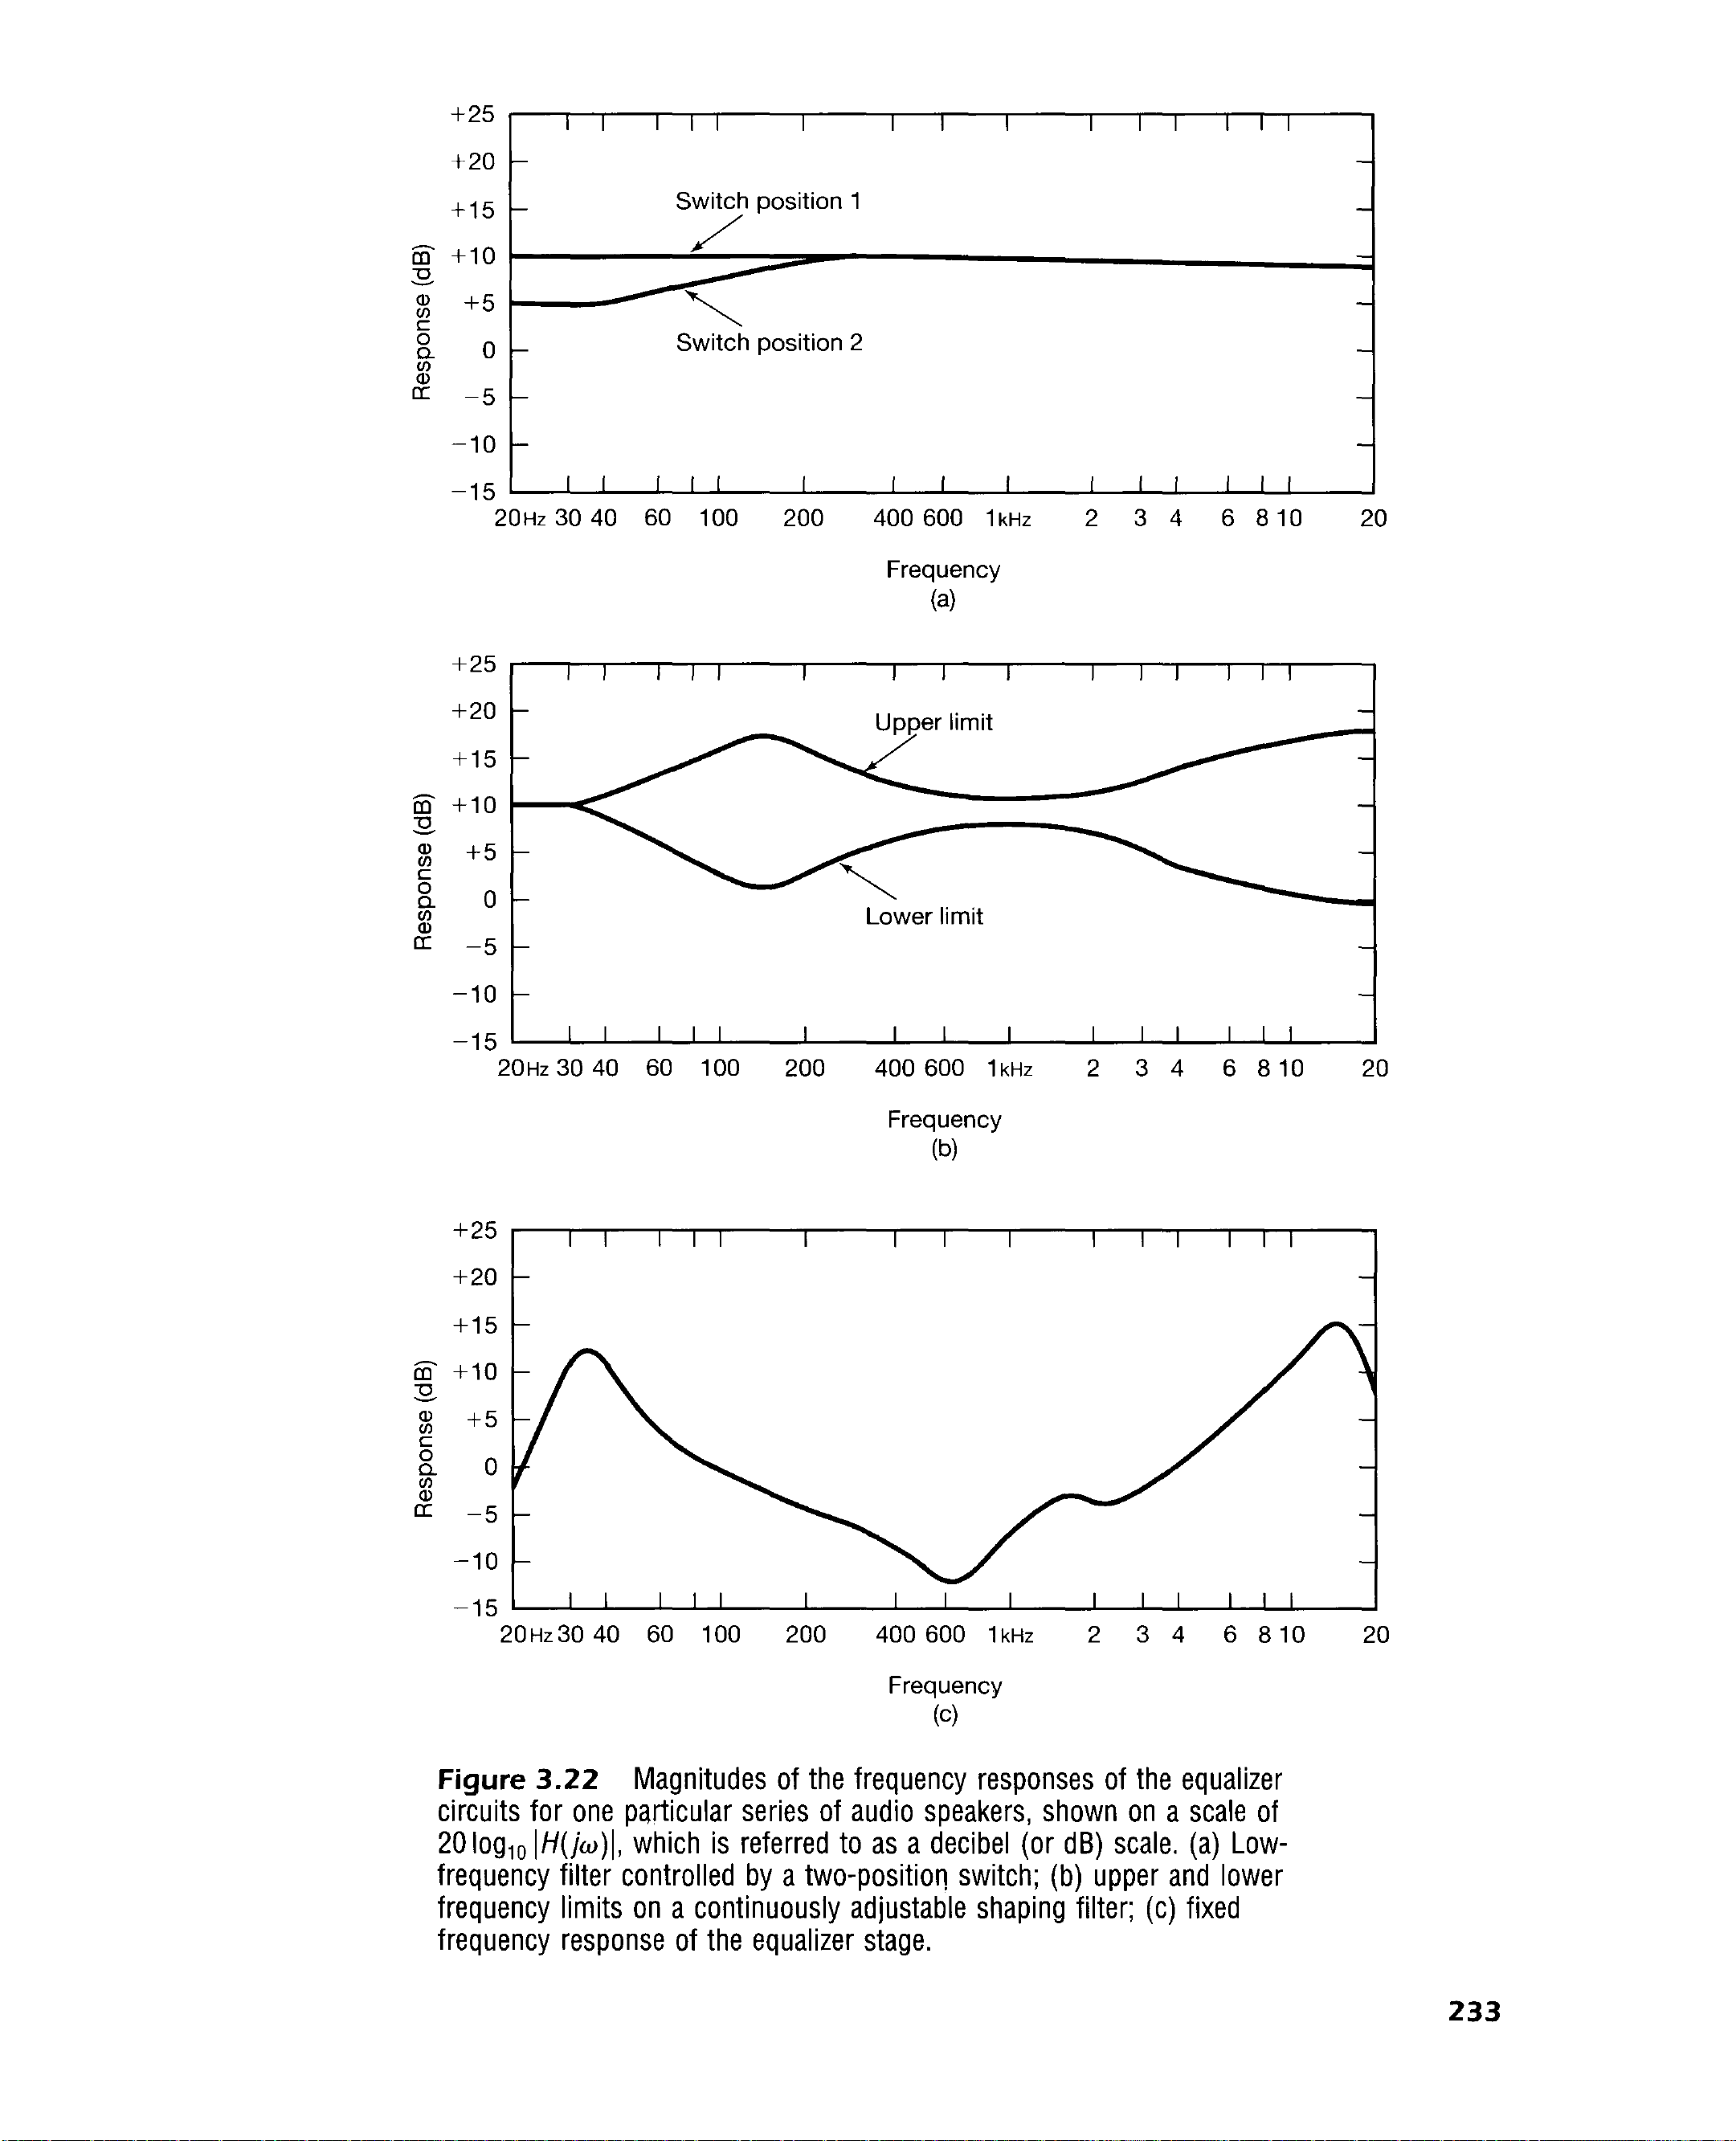 +25
+20
+15
+10
+5
0
−5
−10
−15
Response (dB)
Switch position 1
Switch position 2
20Hz 30 40 60 100 200 400 600 1kHz 2 3 4 6 8 10 20
Frequency
(a)
+25
+20
+15
+10
+5
0
−5
−10
−15
Response (dB)
Upper limit
Lower limit
20Hz 30 40 60 100 200 400 600 1kHz 2 3 4 6 8 10 20
Frequency
(b)
+25
+20
+15
+10
+5
0
−5
−10
−15
Response (dB)
20Hz 30 40 60 100 200 400 600 1kHz 2 3 4 6 8 10 20
Frequency
(c)
Figure 3.22 Magnitudes of the frequency responses of the equalizer
circuits for one particular series of audio speakers, shown on a scale of
20 log₁₀ |H(jω)|, which is referred to as a decibel (or dB) scale. (a) Low-
frequency filter controlled by a two-position switch; (b) upper and lower
frequency limits on a continuously adjustable shaping filter; (c) fixed
frequency response of the equalizer stage.
233